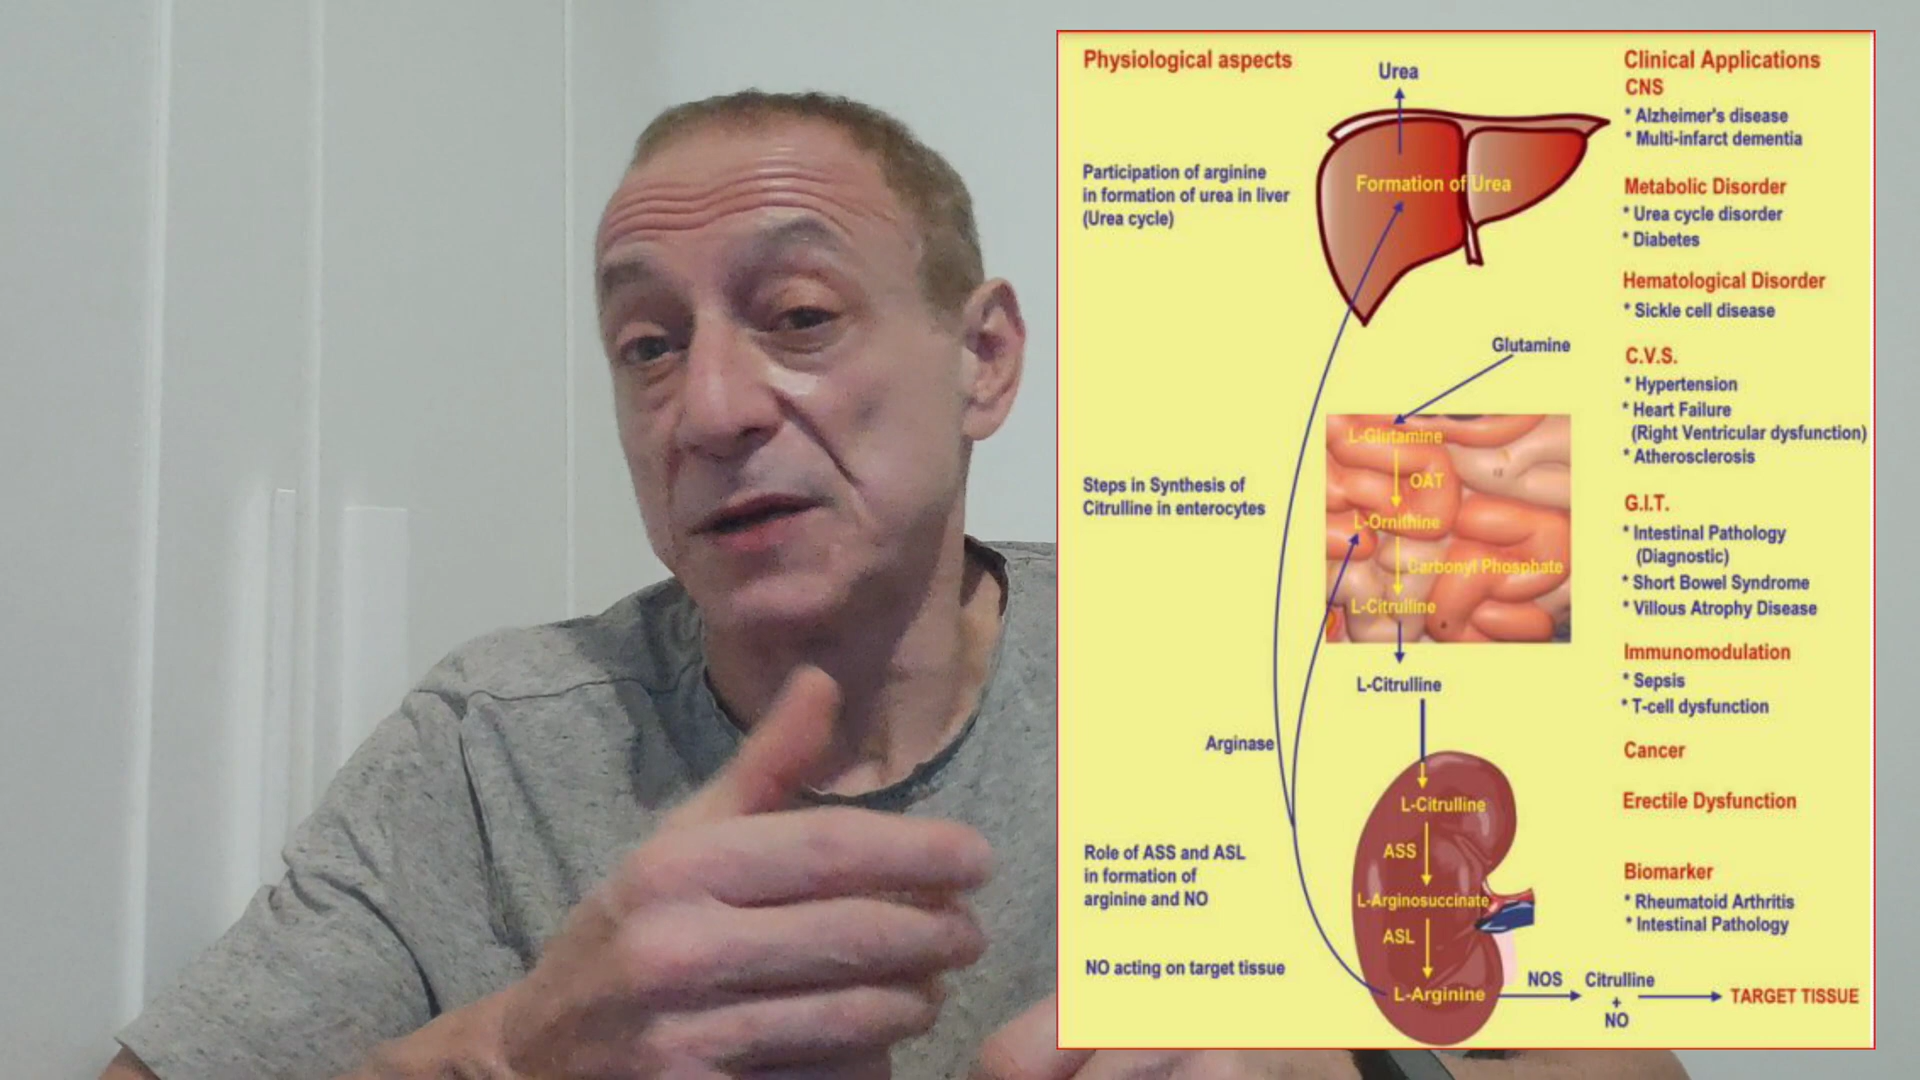 Physiological aspects
Urea
Participation of arginine
in formation of urea in liver
(Urea cycle)
Formation of Urea
Glutamine
L-Glutamine
OAT
L-Ornithine
Carbonyl Phosphate
L-Citrulline
Steps in Synthesis of
Citrulline in enterocytes
L-Citrulline
Arginase
L-Citrulline
ASS
L-Arginosuccinate
ASL
L-Arginine
Role of ASS and ASL
in formation of
arginine and NO
NO acting on target tissue
NOS
Citrulline
+
NO
TARGET TISSUE
Clinical Applications
CNS
* Alzheimer's disease
* Multi-infarct dementia
Metabolic Disorder
* Urea cycle disorder
* Diabetes
Hematological Disorder
* Sickle cell disease
C.V.S.
* Hypertension
* Heart Failure
(Right Ventricular dysfunction)
* Atherosclerosis
G.I.T.
* Intestinal Pathology
(Diagnostic)
* Short Bowel Syndrome
* Villous Atrophy Disease
Immunomodulation
* Sepsis
* T-cell dysfunction
Cancer
Erectile Dysfunction
Biomarker
* Rheumatoid Arthritis
* Intestinal Pathology